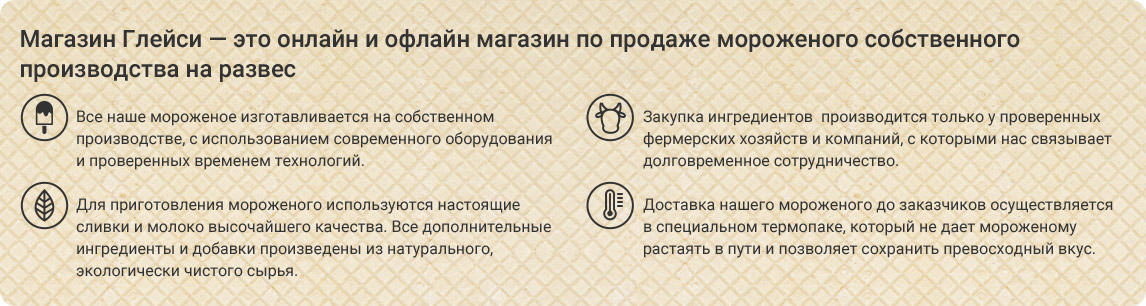 Магазин Глейси — это онлайн и офлайн магазин по продаже мороженого собственного
производства на развес
Все наше мороженое изготавливается на собственном
производстве, с использованием современного оборудования
и проверенных временем технологий.
Закупка ингредиентов  производится только у проверенных
фермерских хозяйств и компаний, с которыми нас связывает
долговременное сотрудничество.
Для приготовления мороженого используются настоящие
сливки и молоко высочайшего качества. Все дополнительные
ингредиенты и добавки произведены из натурального,
экологически чистого сырья.
Доставка нашего мороженого до заказчиков осуществляется
в специальном термопаке, который не дает мороженому
растаять в пути и позволяет сохранить превосходный вкус.